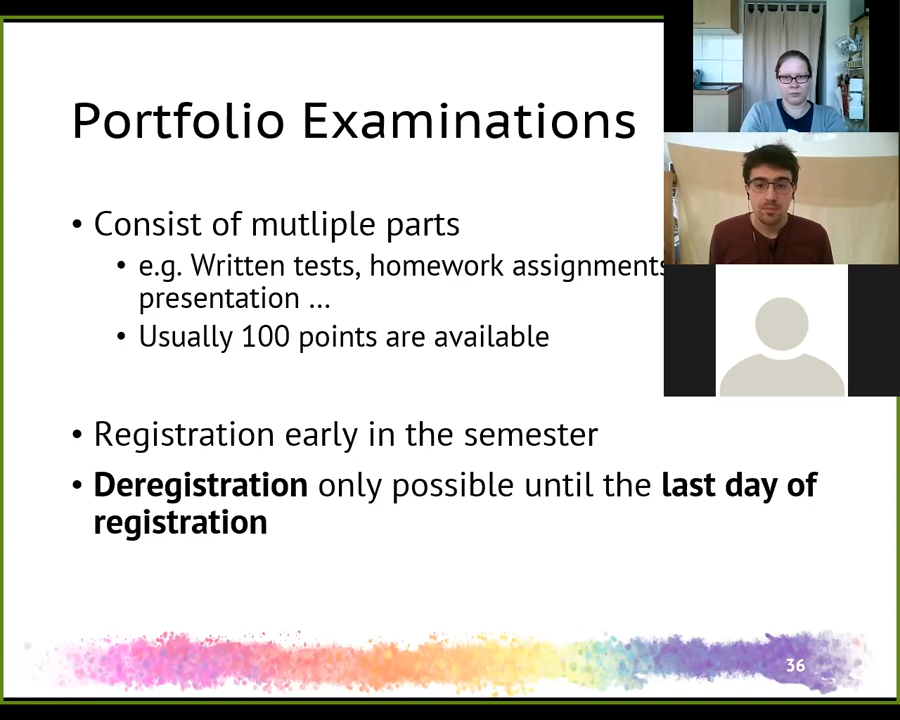 Portfolio Examinations
• Consist of mutliple parts
• e.g. Written tests, homework assignments
presentation ...
• Usually 100 points are available
• Registration early in the semester
• Deregistration only possible until the last day of
registration
36